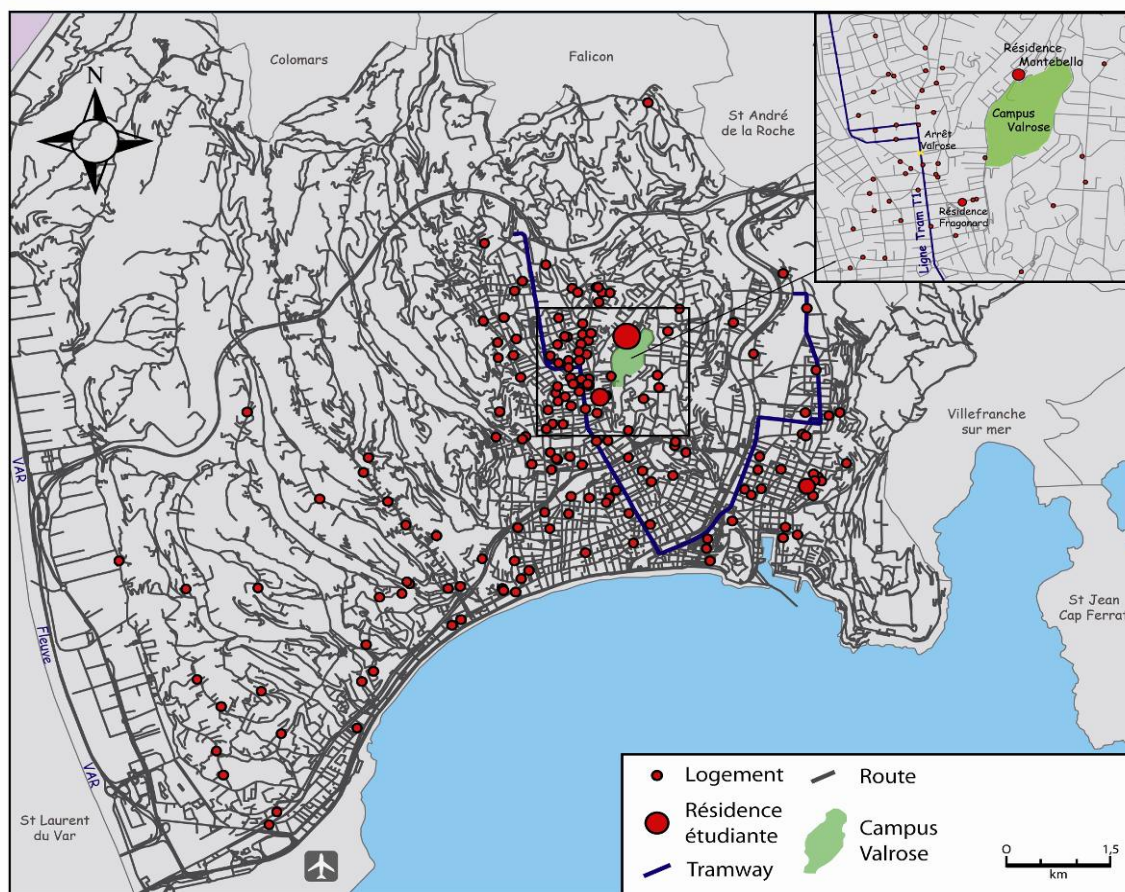 Colomars
Falicon
St André
de la Roche
N
Résidence
Montebello
Campus
Valrose
Arrêt
Valrose
Résidence
Fragonard
Ligne Tram T1
Villefranche
sur mer
VAR
Fleuve
VAR
St Jean
Cap Ferrat
St Laurent
du Var
Logement
Route
Résidence
étudiante
Campus
Valrose
Tramway
0 1,5
km